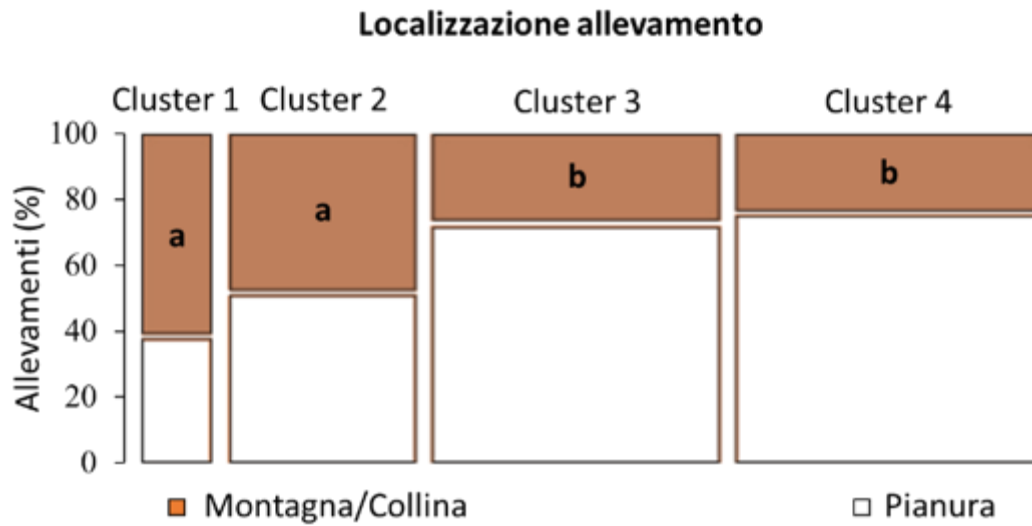 Localizzazione allevamento
Cluster 1 Cluster 2 Cluster 3 Cluster 4
Allevamenti (%)
100
80
60
40
20
0
a a b b
Montagna/Collina Pianura